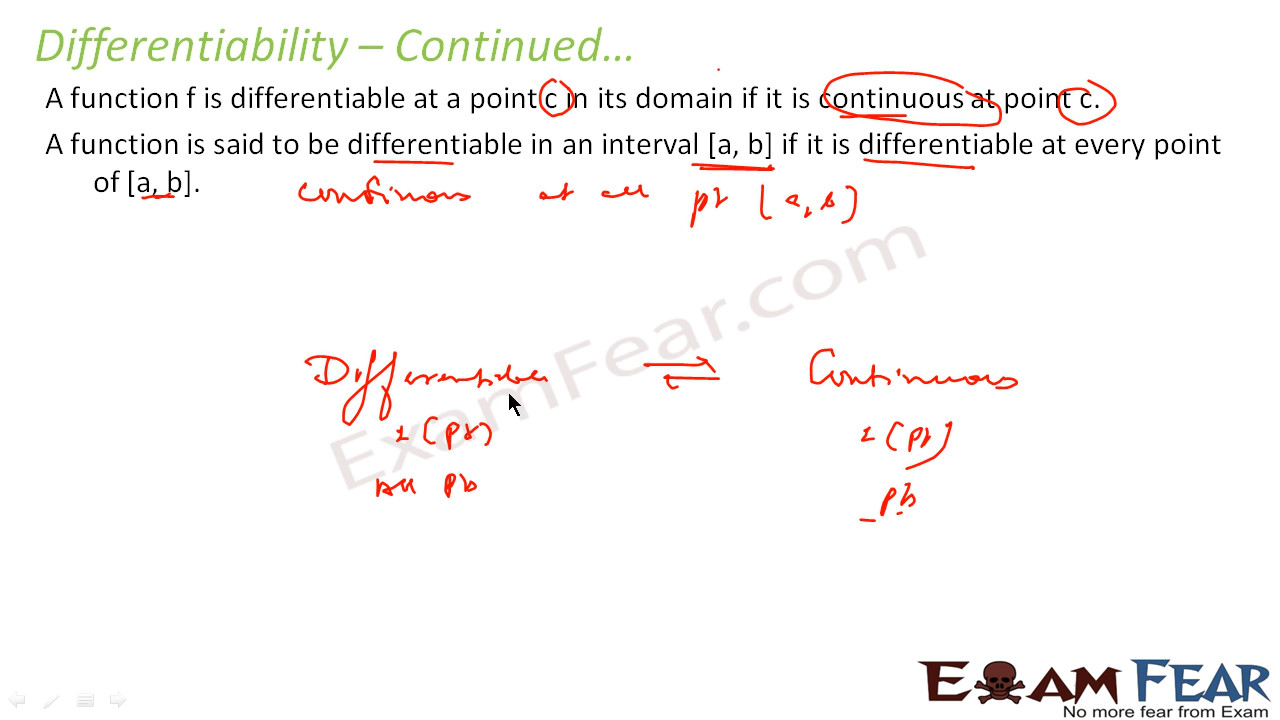 Differentiability – Continued…
A function f is differentiable at a point c in its domain if it is continuous at point c.
A function is said to be differentiable in an interval [a, b] if it is differentiable at every point
of [a, b].
continous at all pt [a, b]
ExamFear.com
Differentiable ⇌ Continuous
1 (pt) 1 (pt)
All pts
EXAM FEAR
No more fear from Exam